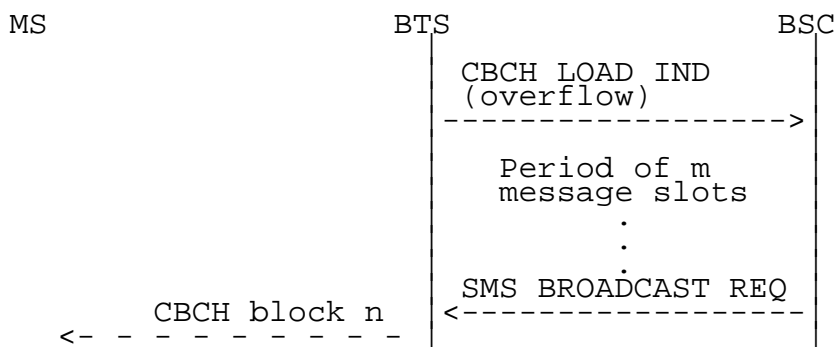 MS BTS BSC
CBCH LOAD IND
(overflow)
Period of m
message slots
.
.
.
SMS BROADCAST REQ
CBCH block n